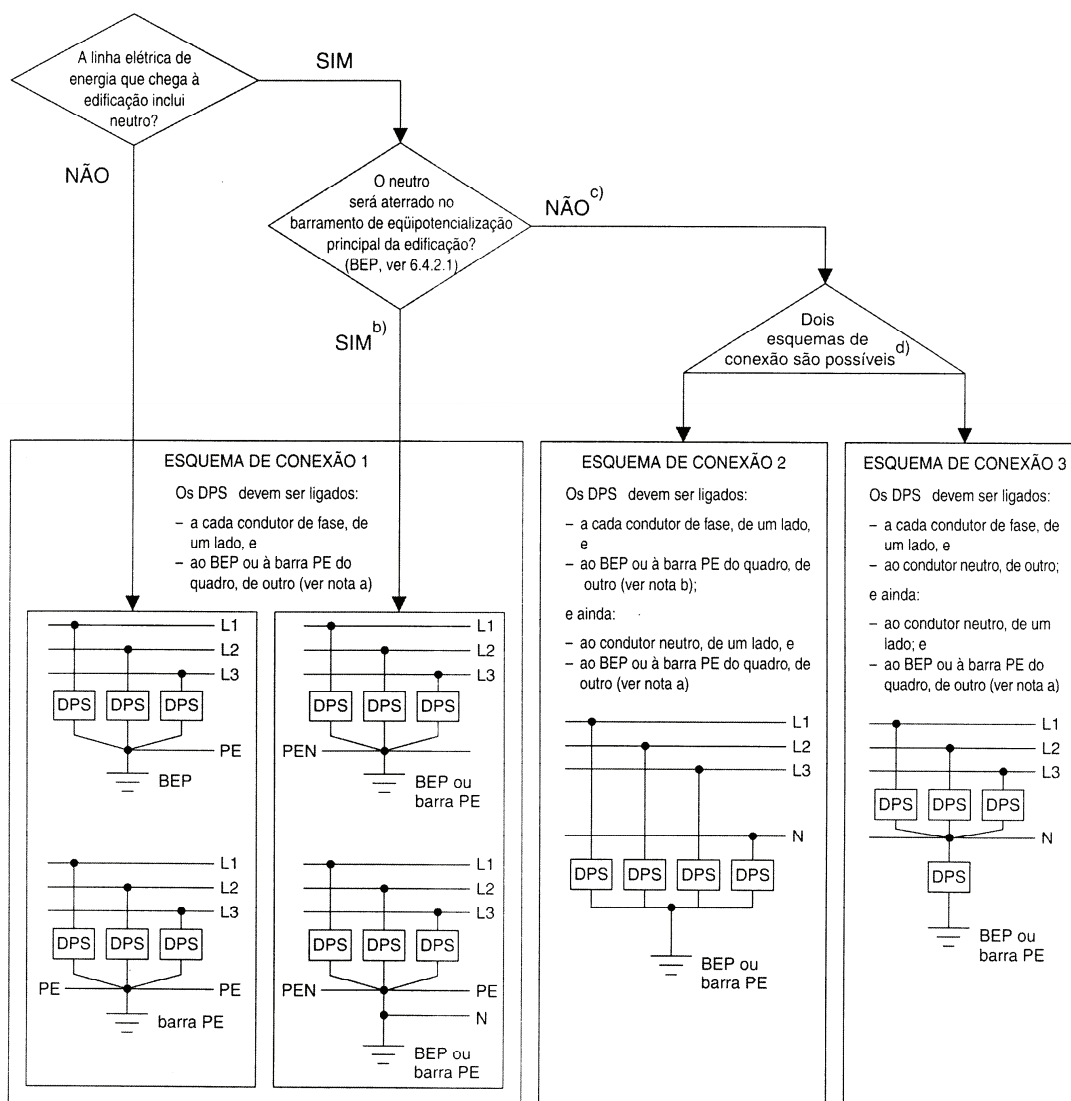 A linha elétrica de
energia que chega à
edificação inclui
neutro?
SIM
NÃO
O neutro
será aterrado no
barramento de eqüipotencialização
principal da edificação?
(BEP, ver 6.4.2.1)
NÃO c)
SIM b)
Dois
esquemas de
conexão são possíveis d)
ESQUEMA DE CONEXÃO 1
Os DPS devem ser ligados:
– a cada condutor de fase, de
um lado, e
– ao BEP ou à barra PE do
quadro, de outro (ver nota a)
L1
L2
L3
DPS DPS DPS
PE
BEP
L1
L2
L3
DPS DPS DPS
PEN
BEP ou
barra PE
L1
L2
L3
DPS DPS DPS
PE PE
barra PE
L1
L2
L3
DPS DPS DPS
PEN PE
N
BEP ou
barra PE
ESQUEMA DE CONEXÃO 2
Os DPS devem ser ligados:
– a cada condutor de fase, de um lado,
e
– ao BEP ou à barra PE do quadro, de
outro (ver nota b);
e ainda:
– ao condutor neutro, de um lado, e
– ao BEP ou à barra PE do quadro, de
outro (ver nota a)
L1
L2
L3
N
DPS DPS DPS DPS
BEP ou
barra PE
ESQUEMA DE CONEXÃO 3
Os DPS devem ser ligados:
– a cada condutor de fase, de
um lado, e
– ao condutor neutro, de outro;
e ainda:
– ao condutor neutro, de um
lado; e
– ao BEP ou à barra PE do
quadro, de outro (ver nota a)
L1
L2
L3
DPS DPS DPS
N
DPS
BEP ou
barra PE